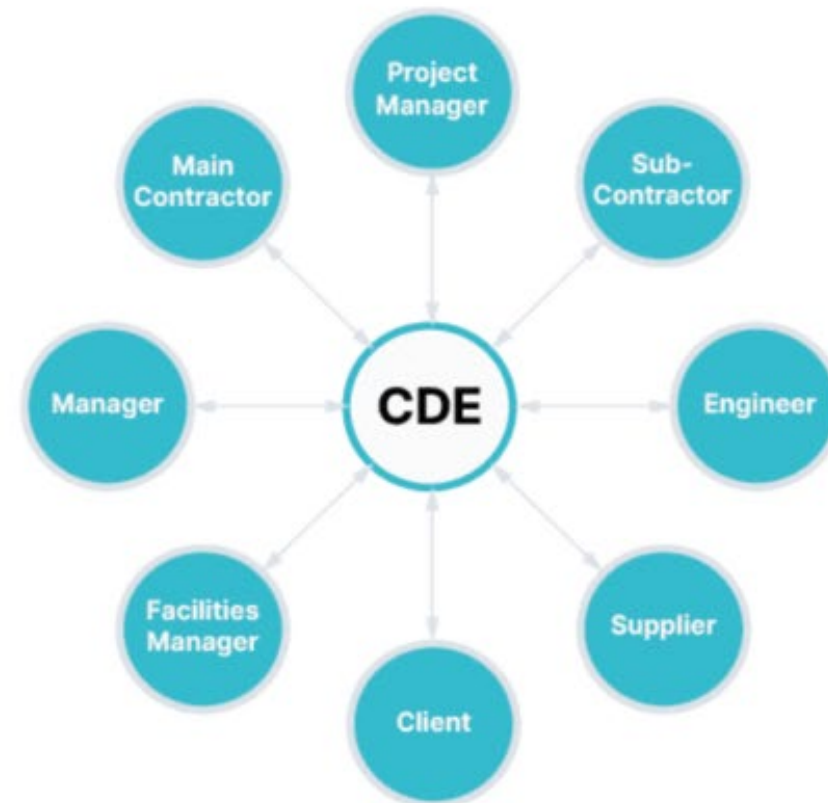 Project
Manager
Main
Contractor
Sub-
Contractor
Manager
CDE
Engineer
Facilities
Manager
Supplier
Client